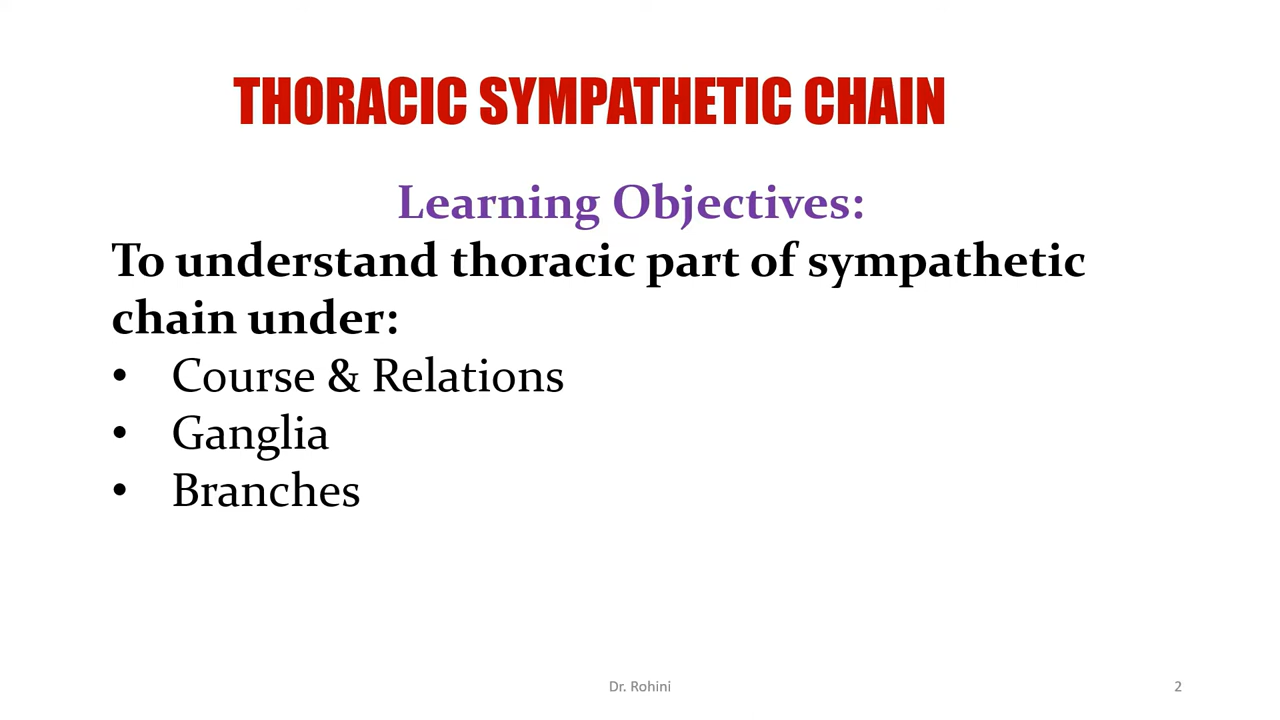 THORACIC SYMPATHETIC CHAIN
Learning Objectives:
To understand thoracic part of sympathetic
chain under:
• Course & Relations
• Ganglia
• Branches
Dr. Rohini
2